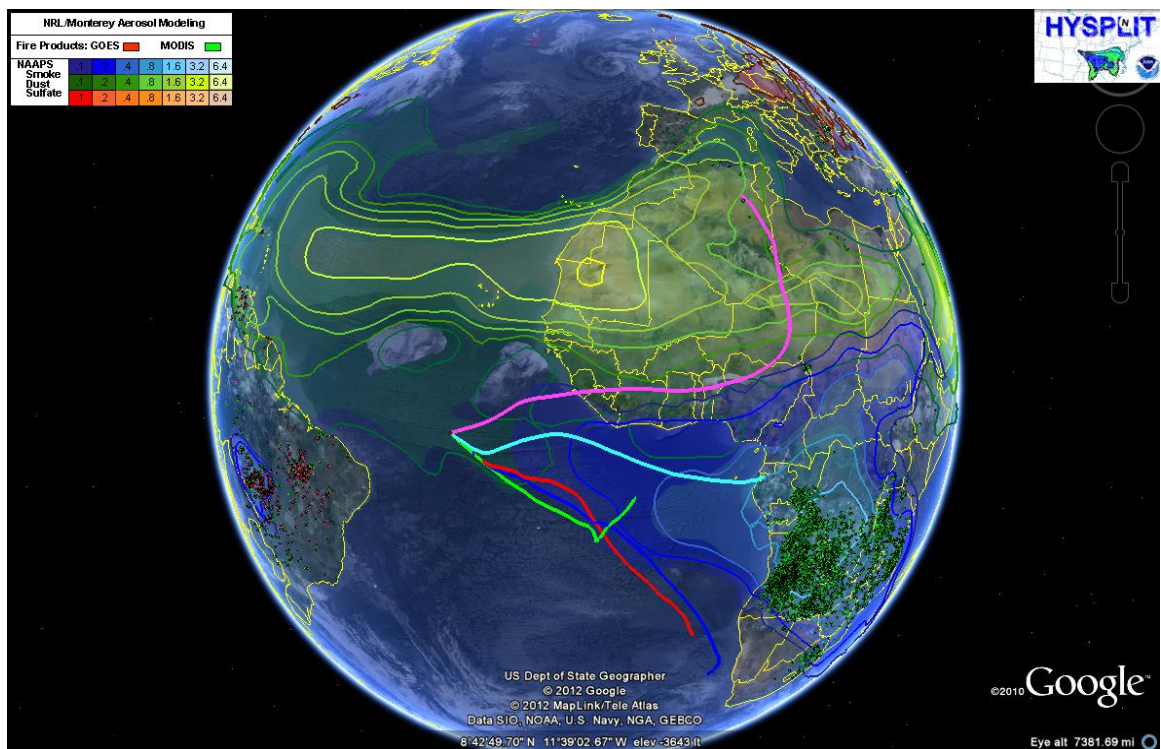 NRL/Monterey Aerosol Modeling
Fire Products: GOES MODIS
NAAPS
Smoke .1 .2 .4 .8 1.6 3.2 6.4
Dust .1 .2 .4 .8 1.6 3.2 6.4
Sulfate .1 .2 .4 .8 1.6 3.2 6.4
HYSPLIT
N
NOAA
US Dept of State Geographer
© 2012 Google
© 2012 MapLink/Tele Atlas
Data SIO, NOAA, U.S. Navy, NGA, GEBCO
©2010 Google
8°42'49.70" N 11°39'02.67" W elev -3643 ft
Eye alt 7381.69 mi